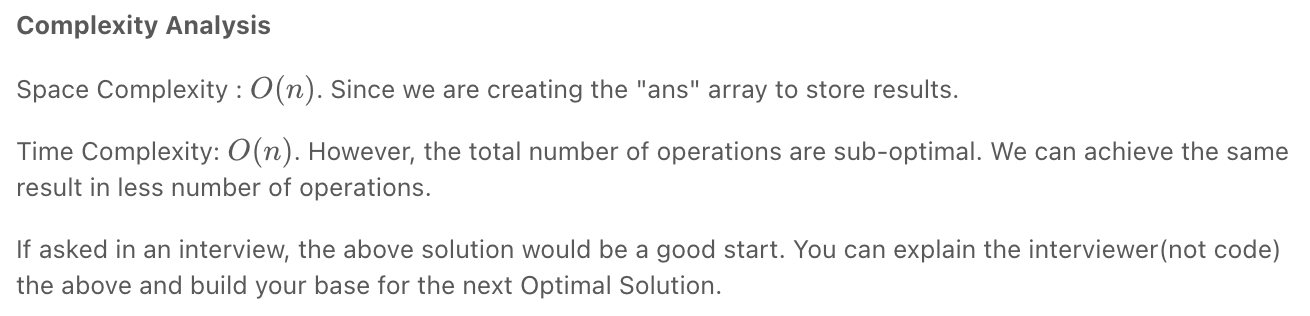 Complexity Analysis
Space Complexity : O(n). Since we are creating the "ans" array to store results.
Time Complexity: O(n). However, the total number of operations are sub-optimal. We can achieve the same
result in less number of operations.
If asked in an interview, the above solution would be a good start. You can explain the interviewer(not code)
the above and build your base for the next Optimal Solution.